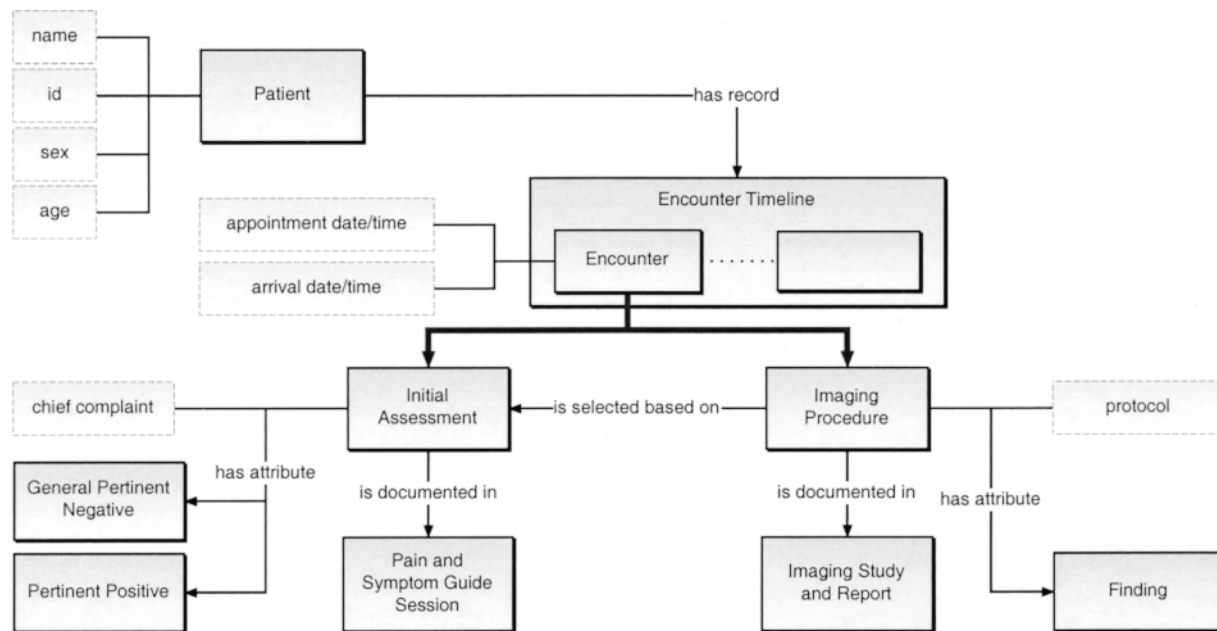 name
id
sex
age
Patient
has record
Encounter Timeline
appointment date/time
arrival date/time
Encounter
chief complaint
Initial
Assessment
is selected based on
Imaging
Procedure
protocol
has attribute
General Pertinent
Negative
Pertinent Positive
is documented in
Pain and
Symptom Guide
Session
is documented in
Imaging Study
and Report
has attribute
Finding